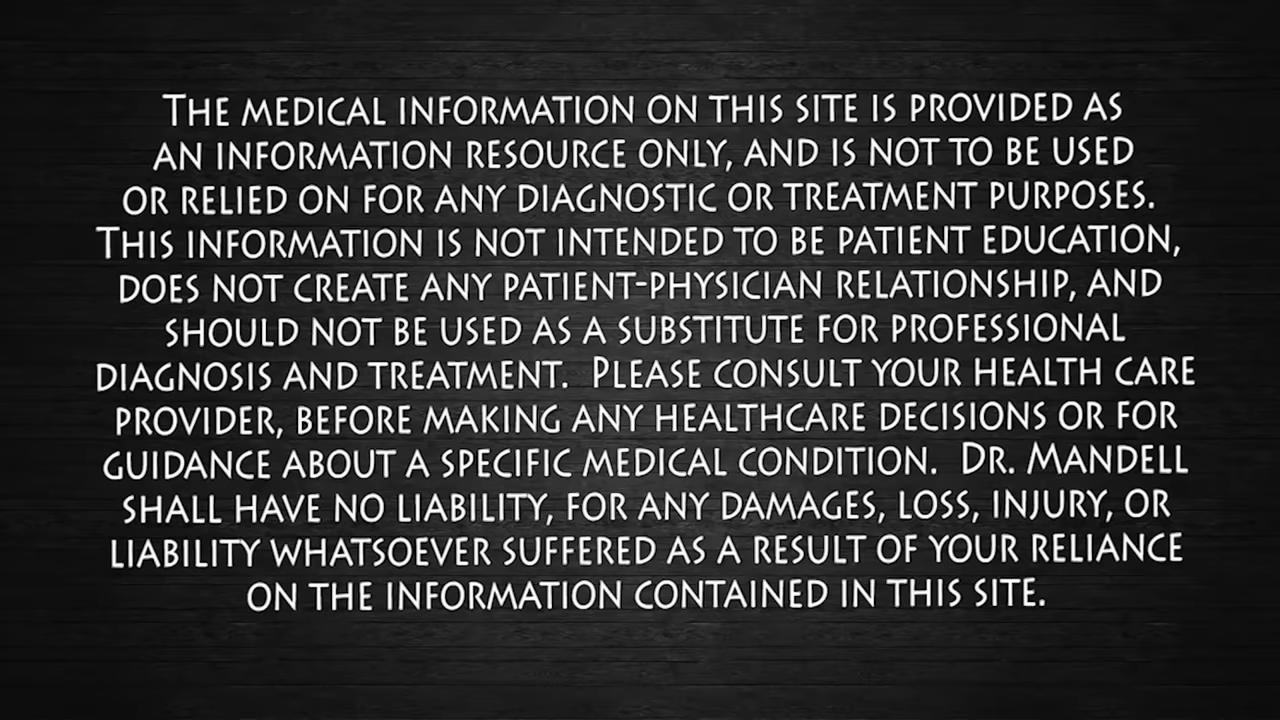 The medical information on this site is provided as
an information resource only, and is not to be used
or relied on for any diagnostic or treatment purposes.
This information is not intended to be patient education,
does not create any patient-physician relationship, and
should not be used as a substitute for professional
diagnosis and treatment. Please consult your health care
provider, before making any healthcare decisions or for
guidance about a specific medical condition. Dr. Mandell
shall have no liability, for any damages, loss, injury, or
liability whatsoever suffered as a result of your reliance
on the information contained in this site.